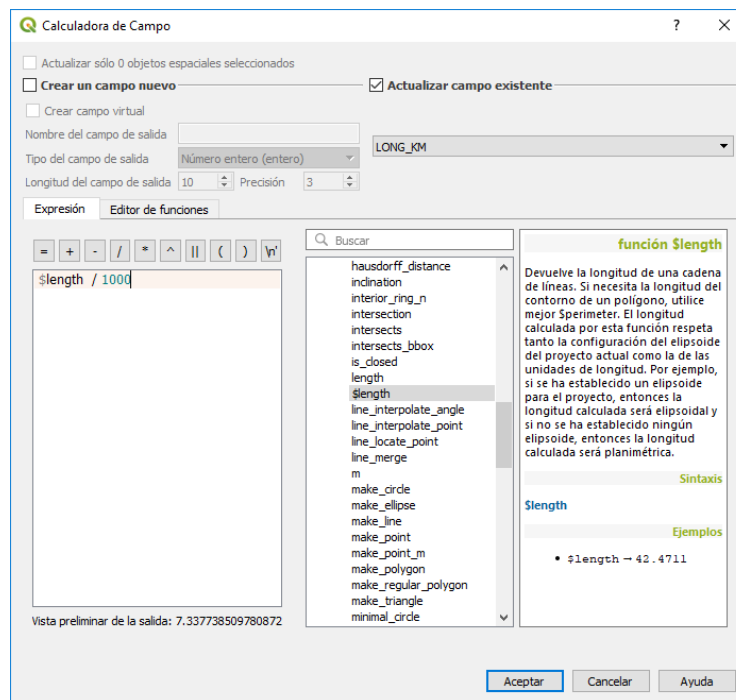 Calculadora de Campo
?
Actualizar sólo 0 objetos espaciales seleccionados
Crear un campo nuevo
Actualizar campo existente
Crear campo virtual
Nombre del campo de salida
LONG_KM
Tipo del campo de salida
Número entero (entero)
Longitud del campo de salida
10
Precisión
3
Expresión
Editor de funciones
= + - / * ^ || ( ) \n'
$length / 1000
Vista preliminar de la salida: 7.337738509780872
Buscar
hausdorff_distance
inclination
interior_ring_n
intersection
intersects
intersects_bbox
is_closed
length
$length
line_interpolate_angle
line_interpolate_point
line_locate_point
line_merge
m
make_circle
make_ellipse
make_line
make_point
make_point_m
make_polygon
make_regular_polygon
make_triangle
minimal_circle
función $length
Devuelve la longitud de una cadena
de líneas. Si necesita la longitud del
contorno de un polígono, utilice
mejor $perimeter. El longitud
calculada por esta función respeta
tanto la configuración del elipsoide
del proyecto actual como la de las
unidades de longitud. Por ejemplo,
si se ha establecido un elipsoide
para el proyecto, entonces la
longitud calculada será elipsoidal y
si no se ha establecido ningún
elipsoide, entonces la longitud
calculada será planimétrica.
Sintaxis
$length
Ejemplos
• $length → 42.4711
Aceptar
Cancelar
Ayuda